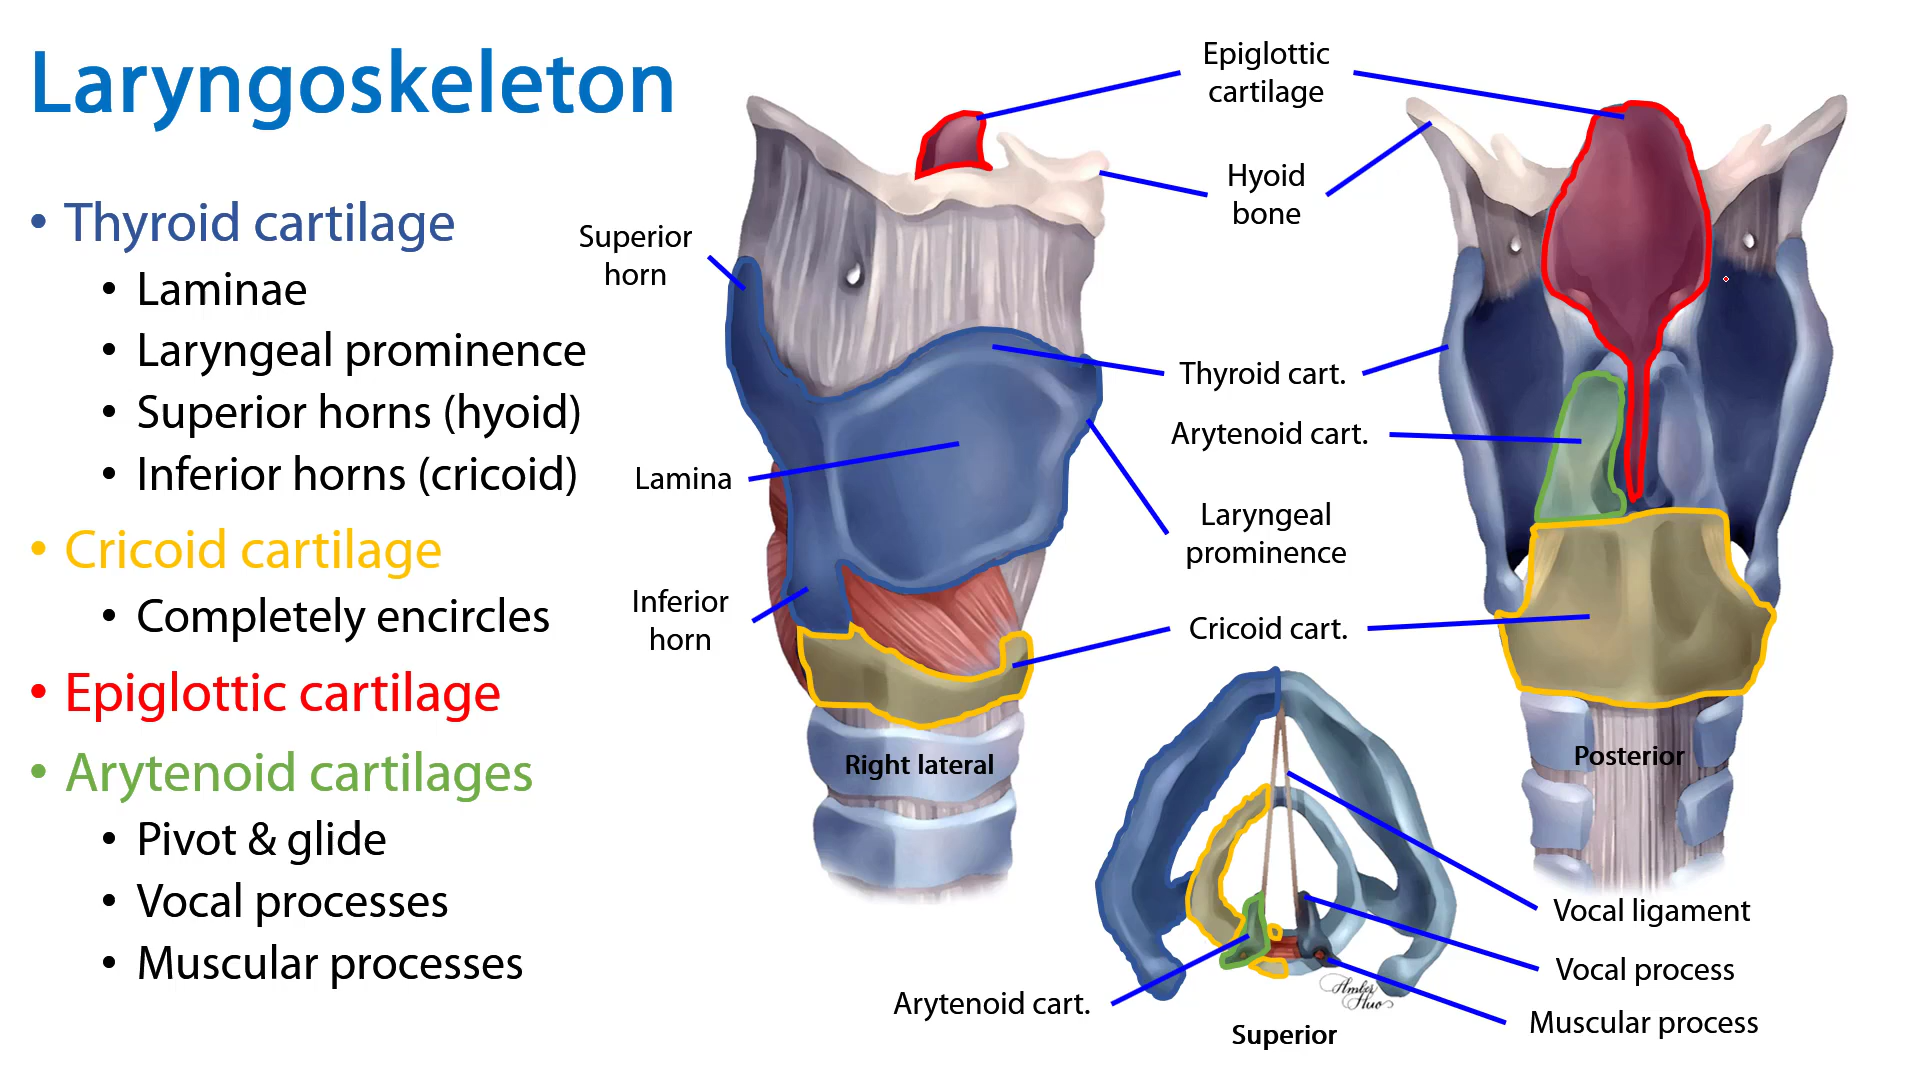 Laryngoskeleton
• Thyroid cartilage
• Laminae
• Laryngeal prominence
• Superior horns (hyoid)
• Inferior horns (cricoid)
• Cricoid cartilage
• Completely encircles
• Epiglottic cartilage
• Arytenoid cartilages
• Pivot & glide
• Vocal processes
• Muscular processes
Superior
horn
Lamina
Inferior
horn
Right lateral
Epiglottic
cartilage
Hyoid
bone
Thyroid cart.
Arytenoid cart.
Laryngeal
prominence
Cricoid cart.
Posterior
Vocal ligament
Vocal process
Muscular process
Arytenoid cart.
Superior
Amber
Huo